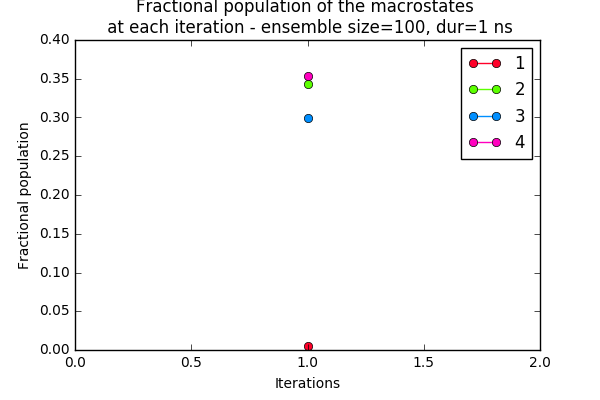 Fractional population of the macrostates
at each iteration - ensemble size=100, dur=1 ns
0.40
0.35
0.30
0.25
0.20
0.15
0.10
0.05
0.00
Fractional population
1
2
3
4
0.0 0.5 1.0 1.5 2.0
Iterations